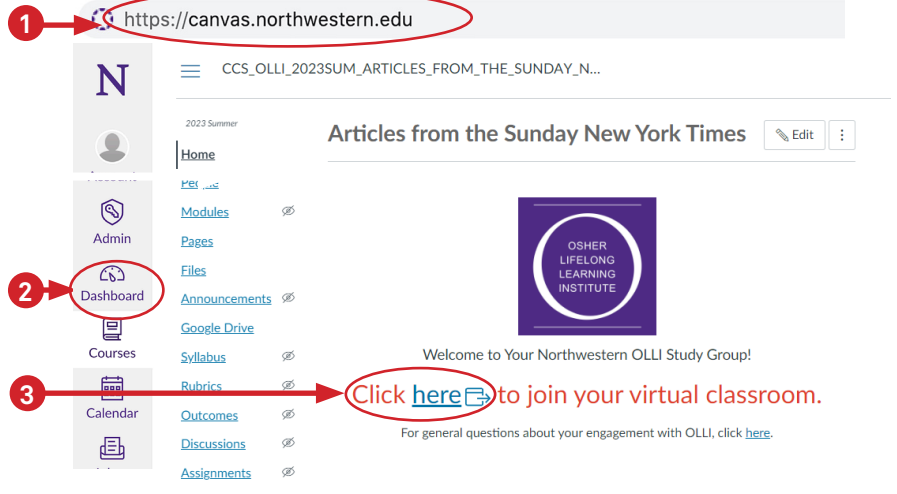 1
https://canvas.northwestern.edu
N
CCS_OLLI_2023SUM_ARTICLES_FROM_THE_SUNDAY_N...
2023 Summer
Articles from the Sunday New York Times
Edit
Home
Modules
Admin
Pages
Files
2
Dashboard
Announcements
Google Drive
Courses
Syllabus
Rubrics
Calendar
Outcomes
Discussions
Assignments
OSHER
LIFELONG
LEARNING
INSTITUTE
Welcome to Your Northwestern OLLI Study Group!
3
Click here to join your virtual classroom.
For general questions about your engagement with OLLI, click here.